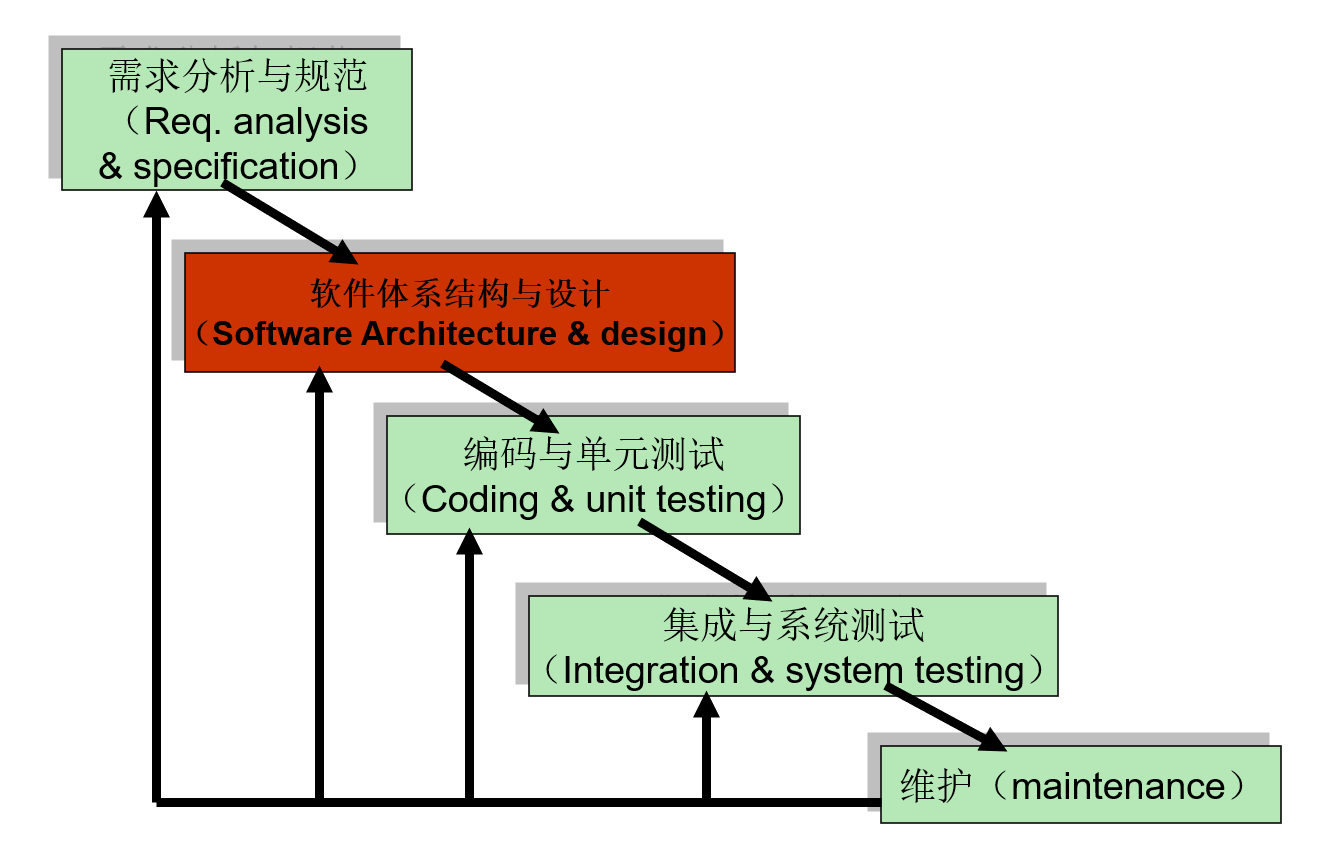 需求分析与规范
（Req. analysis
& specification）
软件体系结构与设计
（Software Architecture & design）
编码与单元测试
（Coding & unit testing）
集成与系统测试
（Integration & system testing）
维护（maintenance）